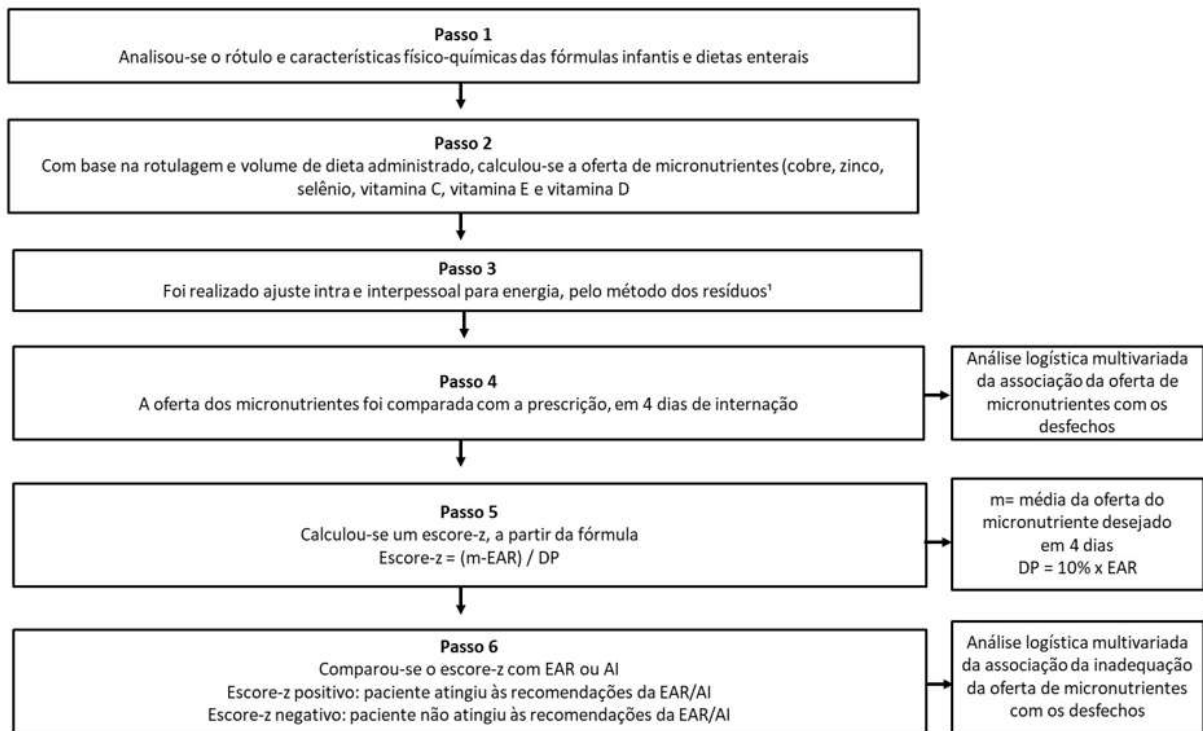 Passo 1
Analisou-se o rótulo e características físico-químicas das fórmulas infantis e dietas enterais
Passo 2
Com base na rotulagem e volume de dieta administrado, calculou-se a oferta de micronutrientes (cobre, zinco,
selênio, vitamina C, vitamina E e vitamina D
Passo 3
Foi realizado ajuste intra e interpessoal para energia, pelo método dos resíduos¹
Passo 4
A oferta dos micronutrientes foi comparada com a prescrição, em 4 dias de internação
Análise logística multivariada
da associação da oferta de
micronutrientes com os
desfechos
Passo 5
Calculou-se um escore-z, a partir da fórmula
Escore-z = (m-EAR) / DP
m= média da oferta do
micronutriente desejado
em 4 dias
DP = 10% x EAR
Passo 6
Comparou-se o escore-z com EAR ou AI
Escore-z positivo: paciente atingiu às recomendações da EAR/AI
Escore-z negativo: paciente não atingiu às recomendações da EAR/AI
Análise logística multivariada
da associação da inadequação
da oferta de micronutrientes
com os desfechos